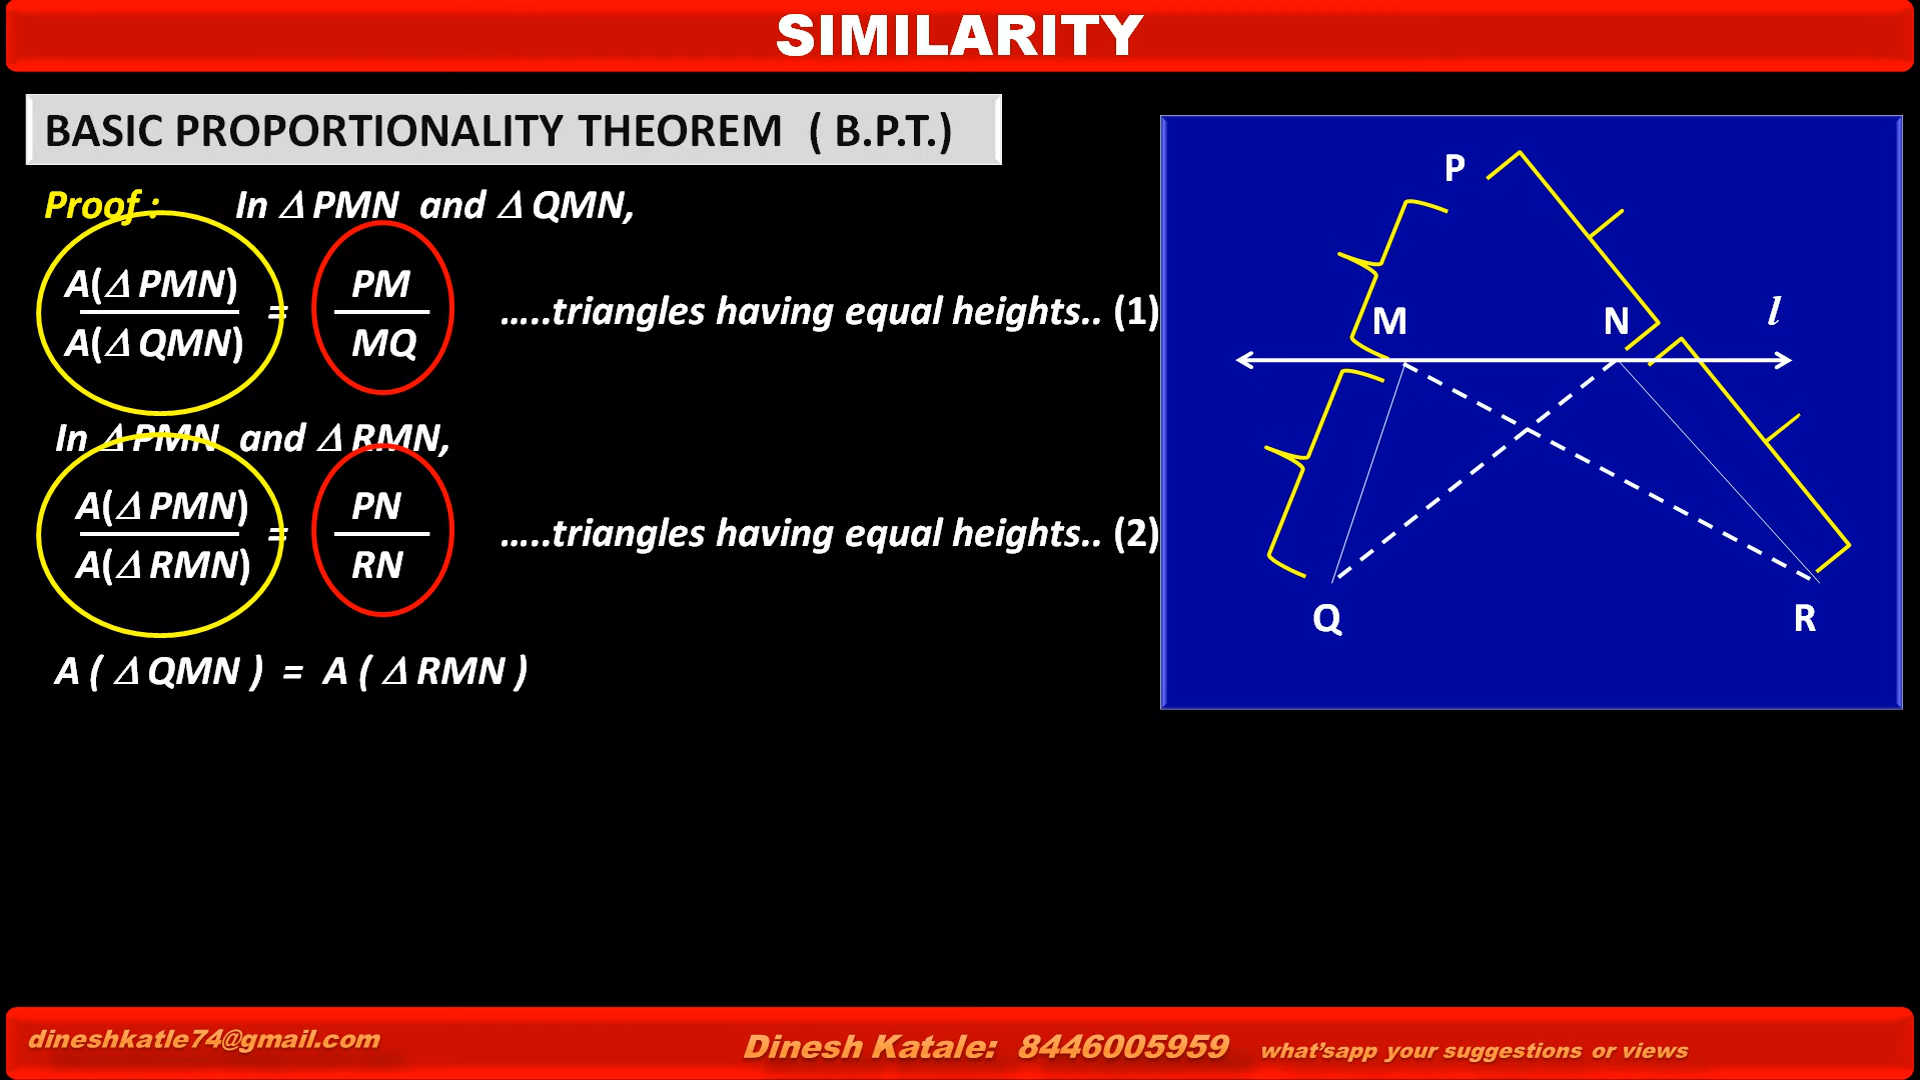 SIMILARITY
BASIC PROPORTIONALITY THEOREM ( B.P.T.)
Proof : In Δ PMN and Δ QMN,
A(Δ PMN) PM
= …..triangles having equal heights.. (1)
A(Δ QMN) MQ
In Δ PMN and Δ RMN,
A(Δ PMN) PN
= …..triangles having equal heights.. (2)
A(Δ RMN) RN
A ( Δ QMN ) = A ( Δ RMN )
P
M N l
Q R
dineshkatle74@gmail.com
Dinesh Katale: 8446005959 what’sapp your suggestions or views